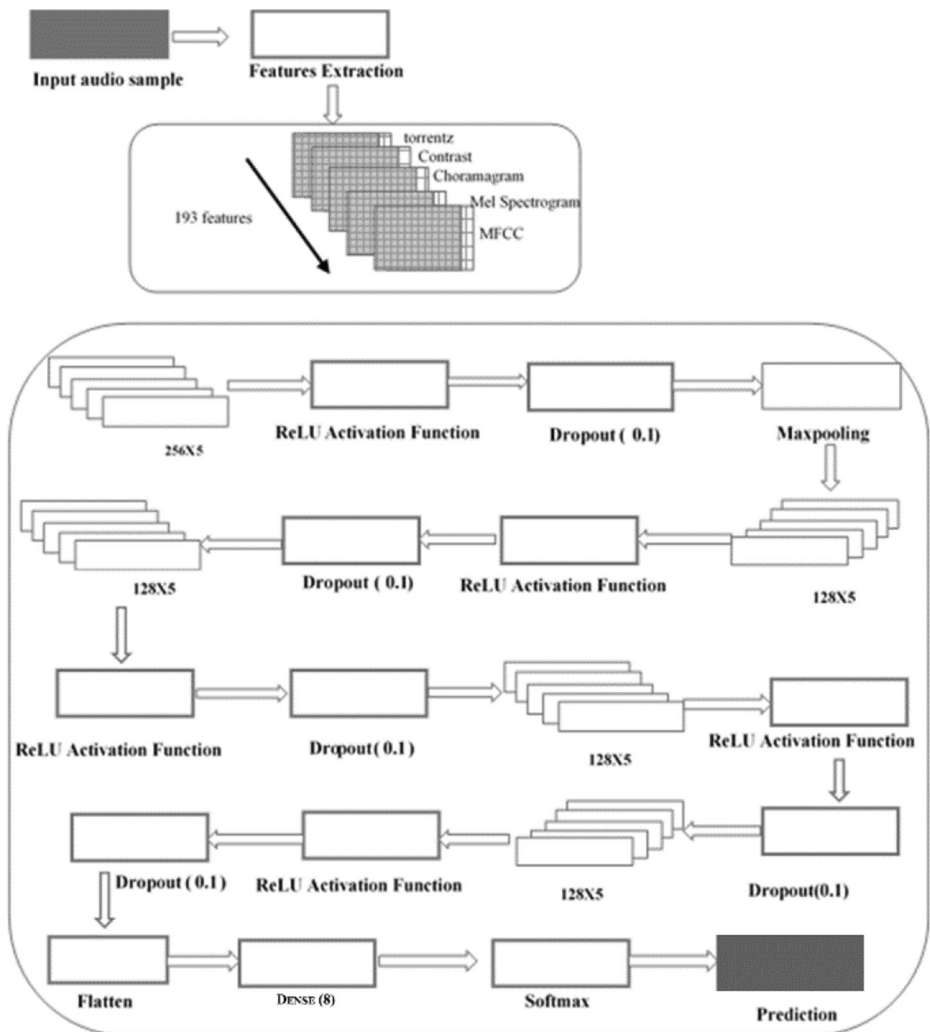 Input audio sample
Features Extraction
torrentz
Contrast
Choramagram
Mel Spectrogram
MFCC
193 features
256X5
ReLU Activation Function
Dropout ( 0.1)
Maxpooling
128X5
ReLU Activation Function
Dropout ( 0.1)
128X5
ReLU Activation Function
Dropout( 0.1)
128X5
ReLU Activation Function
Dropout(0.1)
128X5
ReLU Activation Function
Dropout ( 0.1)
Flatten
DENSE (8)
Softmax
Prediction